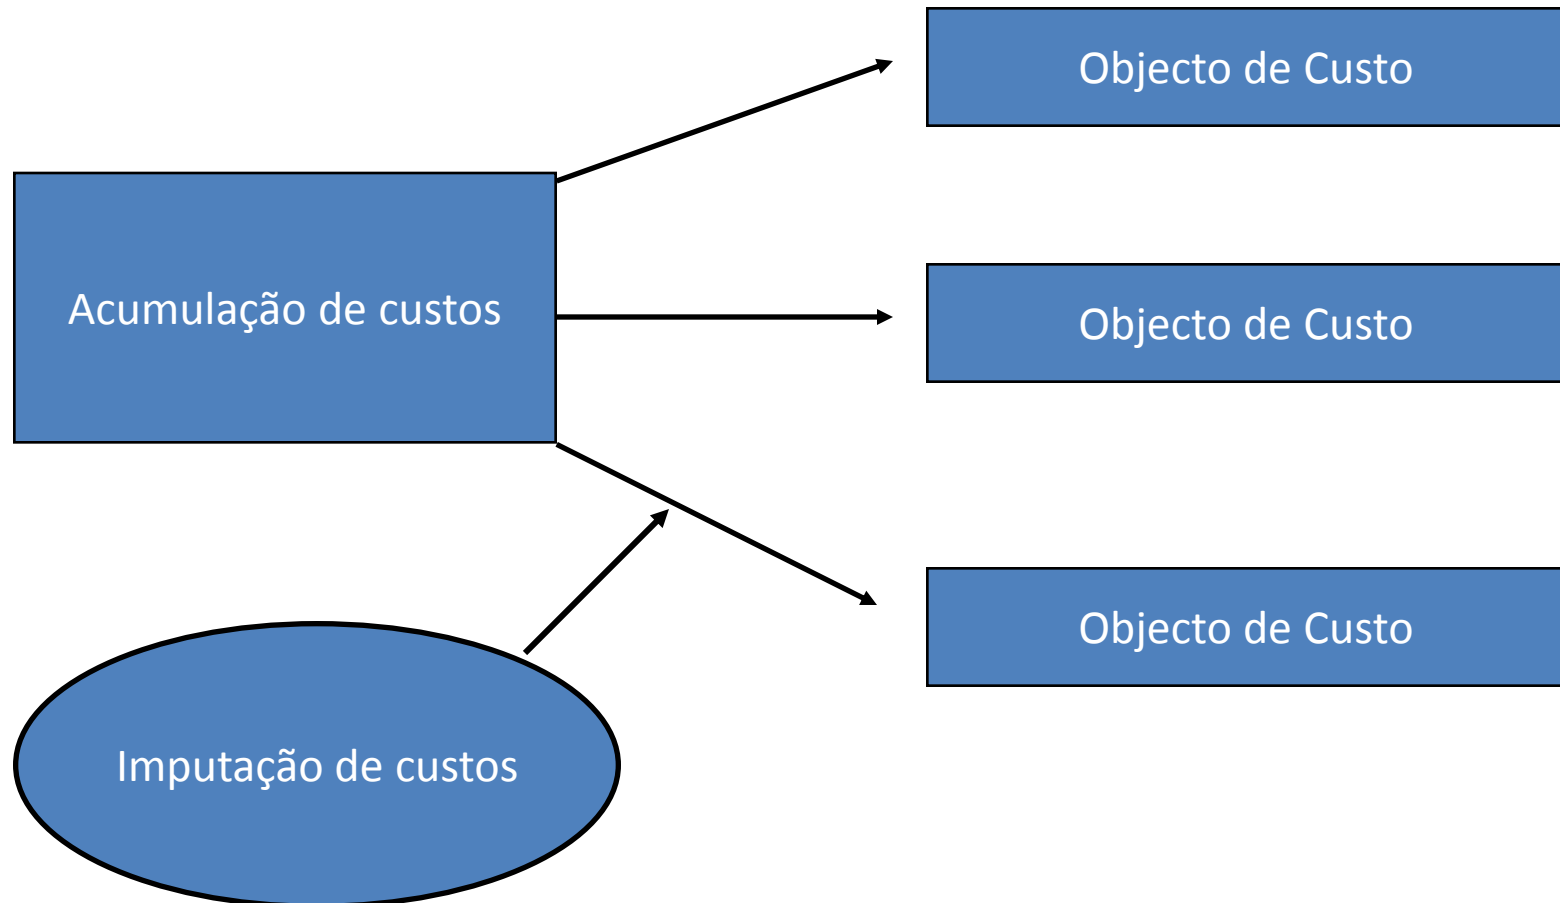 Objecto de Custo
Acumulação de custos
Objecto de Custo
Objecto de Custo
Imputação de custos